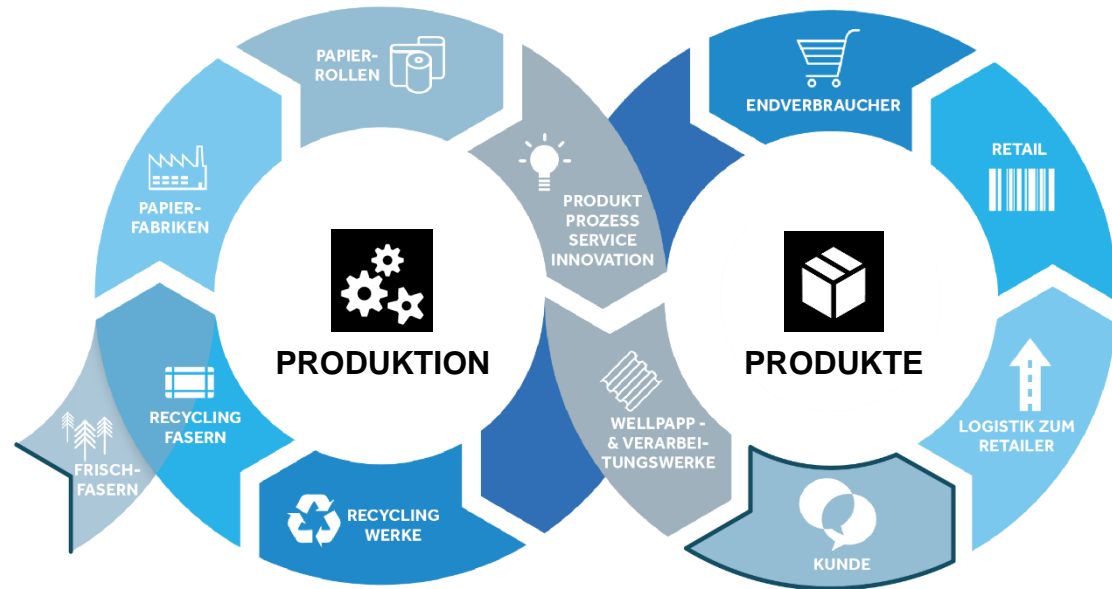 PAPIER-
ROLLEN
ENDVERBRAUCHER
RETAIL
PAPIER-
FABRIKEN
PRODUKT
PROZESS
SERVICE
INNOVATION
PRODUKTION
PRODUKTE
RECYCLING
FASERN
FRISCH-
FASERN
WELLPAPP -
& VERARBEI-
TUNGSWERKE
LOGISTIK ZUM
RETAILER
RECYCLING
WERKE
KUNDE